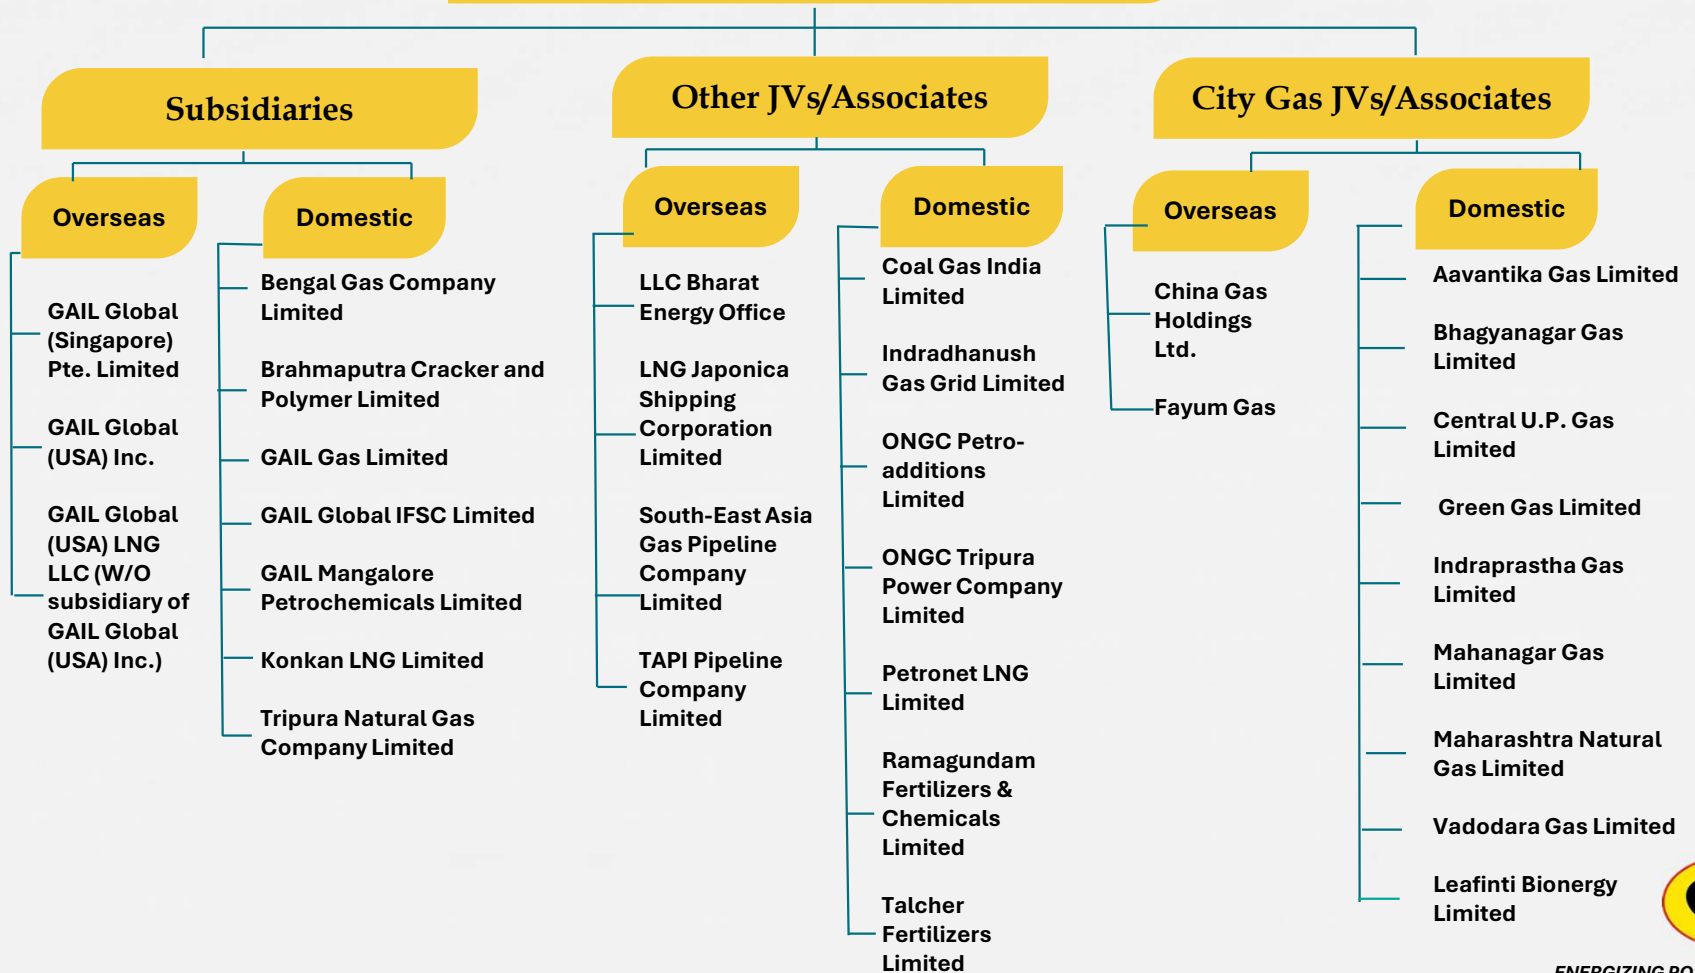 Subsidiaries
Overseas
GAIL Global
(Singapore)
Pte. Limited
GAIL Global
(USA) Inc.
GAIL Global
(USA) LNG
LLC (W/O
subsidiary of
GAIL Global
(USA) Inc.)
Domestic
Bengal Gas Company
Limited
Brahmaputra Cracker and
Polymer Limited
GAIL Gas Limited
GAIL Global IFSC Limited
GAIL Mangalore
Petrochemicals Limited
Konkan LNG Limited
Tripura Natural Gas
Company Limited
Other JVs/Associates
Overseas
LLC Bharat
Energy Office
LNG Japonica
Shipping
Corporation
Limited
South-East Asia
Gas Pipeline
Company
Limited
TAPI Pipeline
Company
Limited
Domestic
Coal Gas India
Limited
Indradhanush
Gas Grid Limited
ONGC Petro-
additions
Limited
ONGC Tripura
Power Company
Limited
Petronet LNG
Limited
Ramagundam
Fertilizers &
Chemicals
Limited
Talcher
Fertilizers
Limited
City Gas JVs/Associates
Overseas
China Gas
Holdings
Ltd.
Fayum Gas
Domestic
Aavantika Gas Limited
Bhagyanagar Gas
Limited
Central U.P. Gas
Limited
Green Gas Limited
Indraprastha Gas
Limited
Mahanagar Gas
Limited
Maharashtra Natural
Gas Limited
Vadodara Gas Limited
Leafinti Bionergy
Limited
ENERGIZING